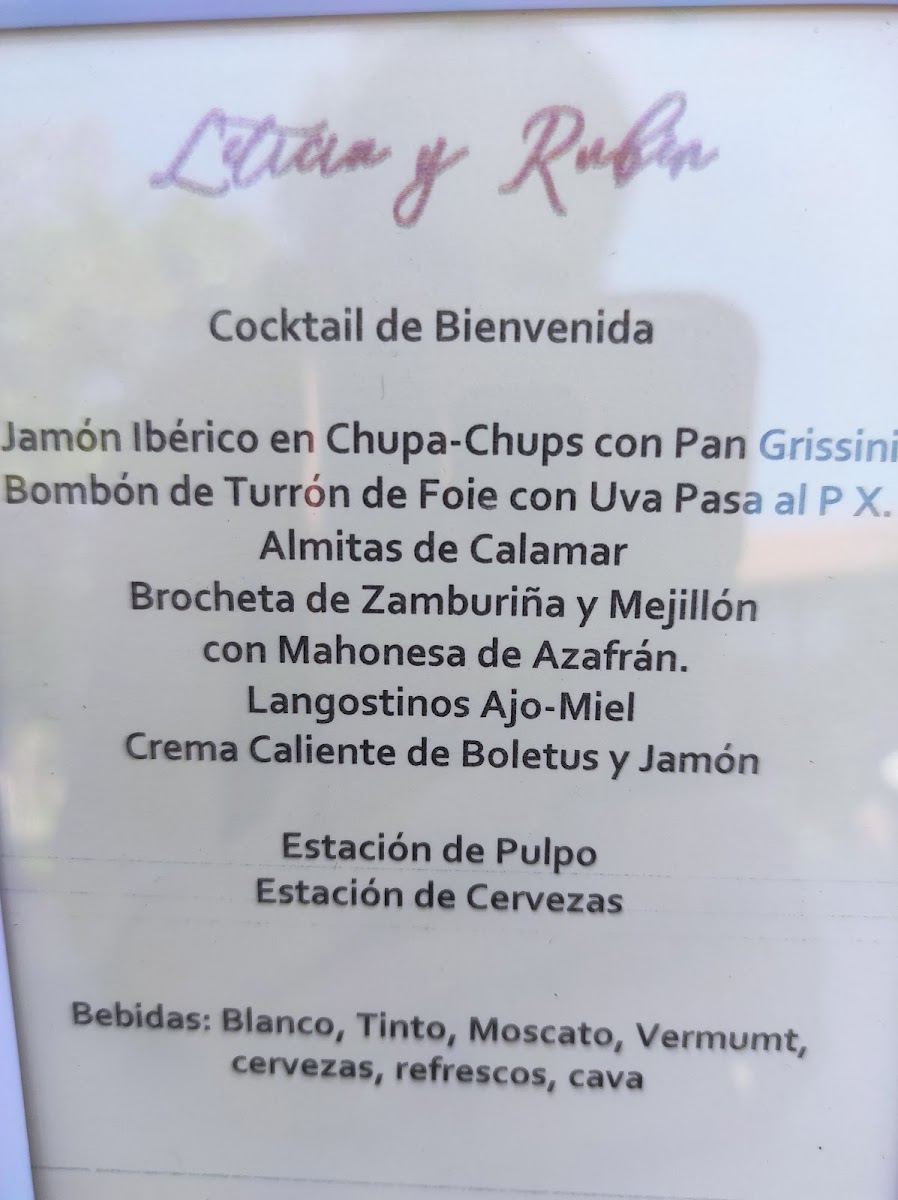 Leticia y Rubén
Cocktail de Bienvenida
Jamón Ibérico en Chupa-Chups con Pan Grissini
Bombón de Turrón de Foie con Uva Pasa al P X.
Almitas de Calamar
Brocheta de Zamburiña y Mejillón
con Mahonesa de Azafrán.
Langostinos Ajo-Miel
Crema Caliente de Boletus y Jamón
Estación de Pulpo
Estación de Cervezas
Bebidas: Blanco, Tinto, Moscato, Vermumt,
cervezas, refrescos, cava